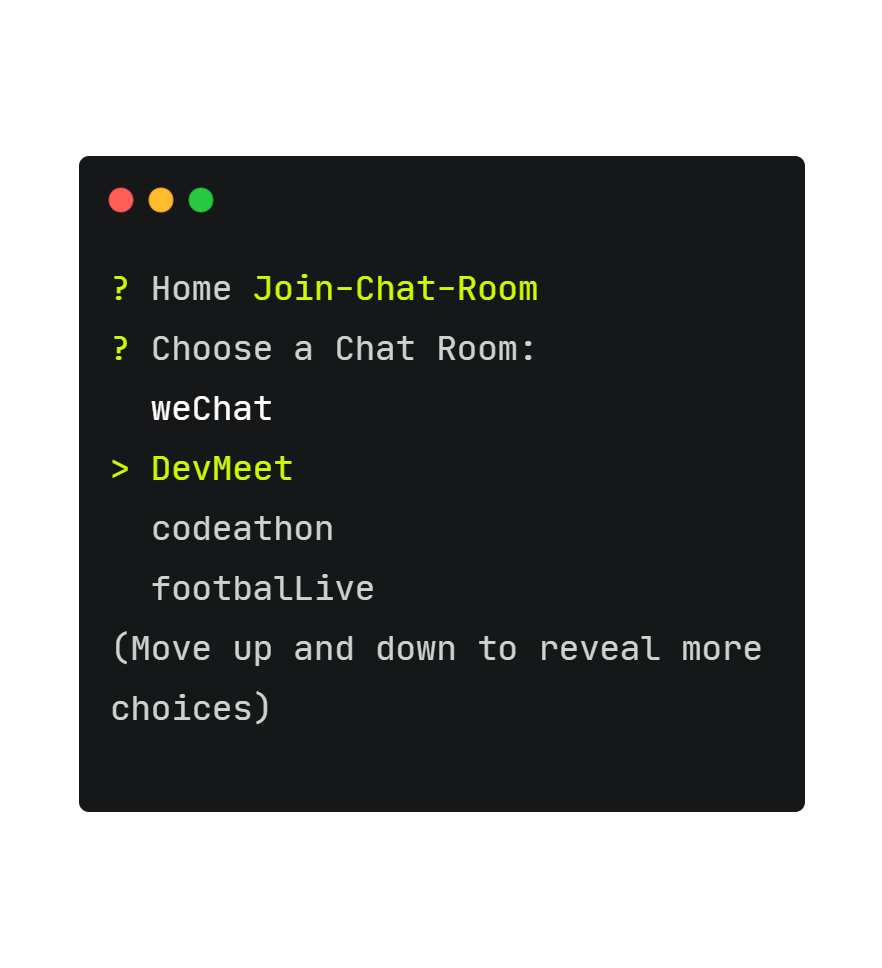 ? Home Join-Chat-Room
? Choose a Chat Room:
weChat
> DevMeet
codeathon
footbalLive
(Move up and down to reveal more
choices)